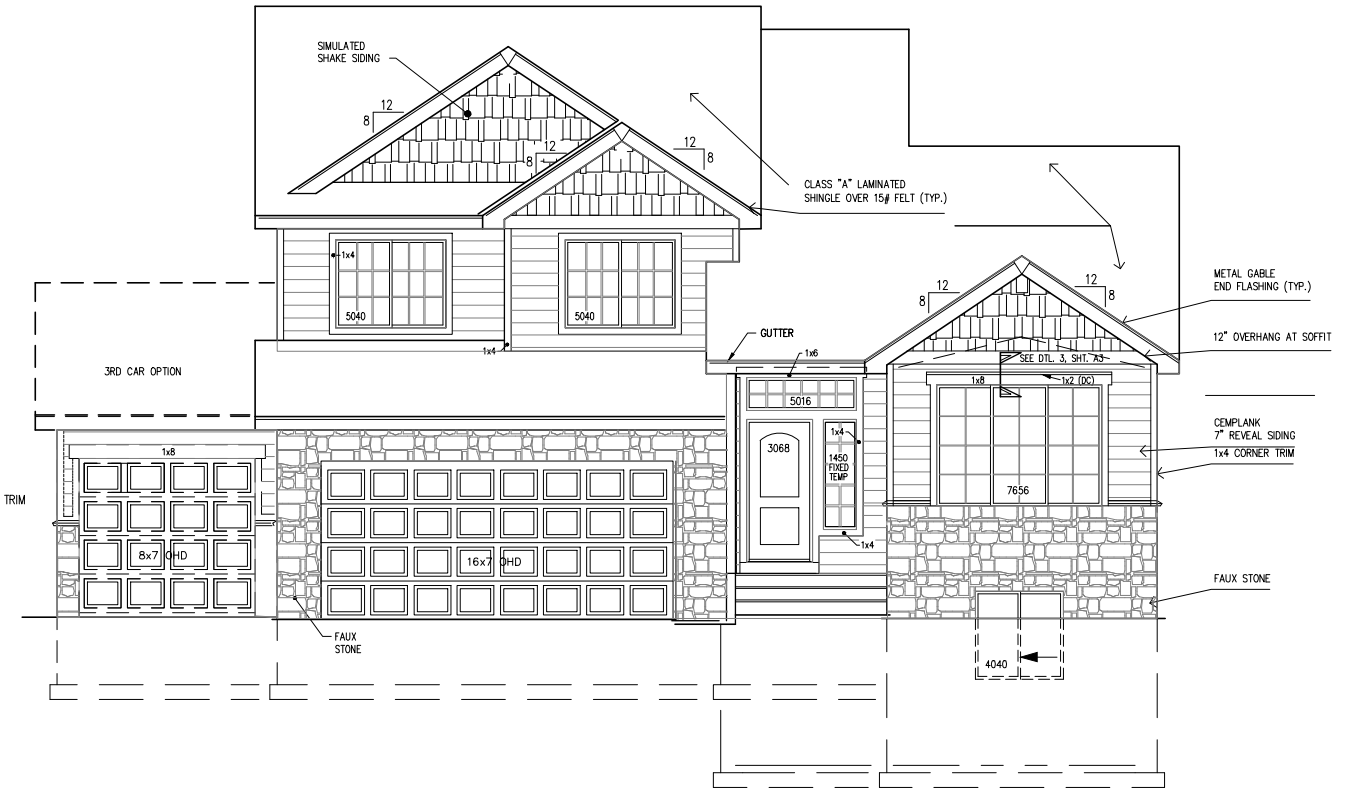 SIMULATED
SHAKE SIDING
12
8
12
8
12
8
CLASS "A" LAMINATED
SHINGLE OVER 15# FELT (TYP.)
1x4
5040
5040
1x4
GUTTER
12
8
12
8
METAL GABLE
END FLASHING (TYP.)
12" OVERHANG AT SOFFIT
3RD CAR OPTION
1x6
SEE DTL. 3, SHT. A3
1x8
1x2 (DC)
5016
CEMPLANK
7" REVEAL SIDING
1x4 CORNER TRIM
1x8
1x4
3068
1450
FIXED
TEMP
7656
TRIM
8x7 OHD
16x7 OHD
1x4
FAUX STONE
FAUX
STONE
4040